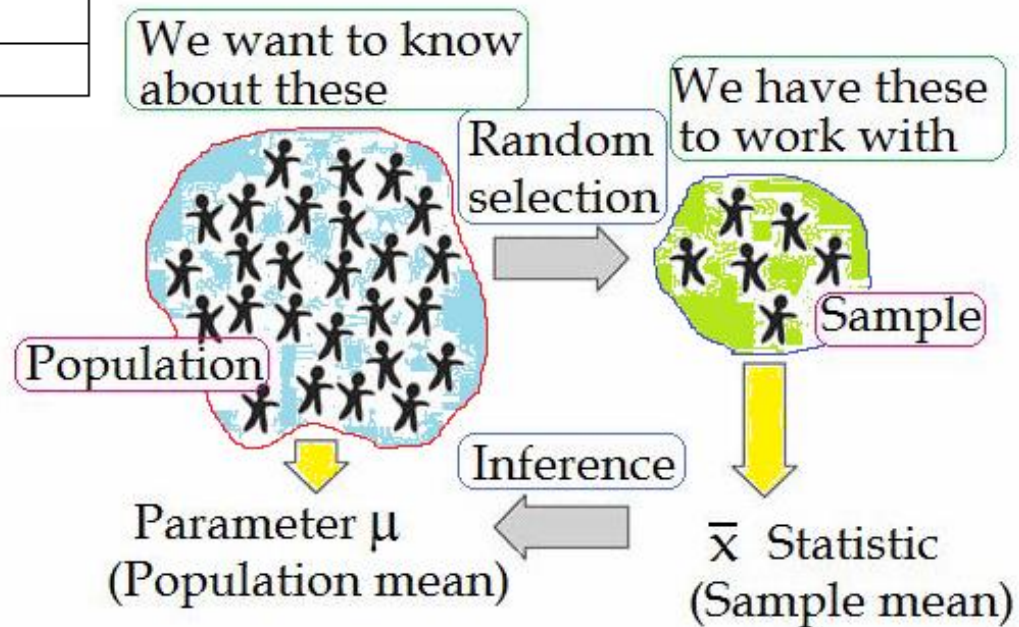 We want to know
about these
We have these
to work with
Random
selection
Population
Sample
Inference
Parameter μ
(Population mean)
x̄ Statistic
(Sample mean)